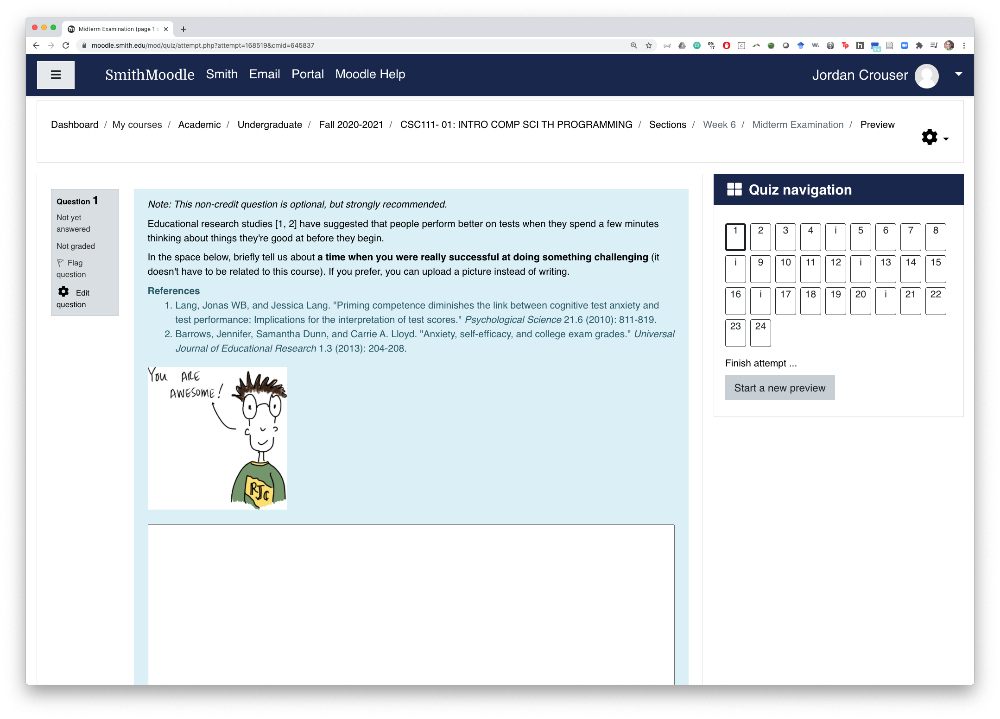 Midterm Examination (page 1 o
moodle.smith.edu/mod/quiz/attempt.php?attempt=168519&cmid=645837
09:
17
C
w.
Tp
h
3m
SmithMoodle Smith Email Portal Moodle Help
Jordan Crouser
Dashboard / My courses / Academic / Undergraduate / Fall 2020-2021 / CSC111- 01: INTRO COMP SCI TH PROGRAMMING / Sections / Week 6 / Midterm Examination / Preview
Question 1
Not yet
answered
Not graded
Flag
question
Edit
question
Note: This non-credit question is optional, but strongly recommended.
Educational research studies [1, 2] have suggested that people perform better on tests when they spend a few minutes
thinking about things they're good at before they begin.
In the space below, briefly tell us about a time when you were really successful at doing something challenging (it
doesn't have to be related to this course). If you prefer, you can upload a picture instead of writing.
References
1. Lang, Jonas WB, and Jessica Lang. "Priming competence diminishes the link between cognitive test anxiety and
test performance: Implications for the interpretation of test scores." Psychological Science 21.6 (2010): 811-819.
2. Barrows, Jennifer, Samantha Dunn, and Carrie A. Lloyd. "Anxiety, self-efficacy, and college exam grades." Universal
Journal of Educational Research 1.3 (2013): 204-208.
YOU ARE
AWESOME!
RJC
Quiz navigation
1 2 3 4 i 5 6 7 8
i 9 10 11 12 i 13 14 15
16 i 17 18 19 20 i 21 22
23 24
Finish attempt ...
Start a new preview